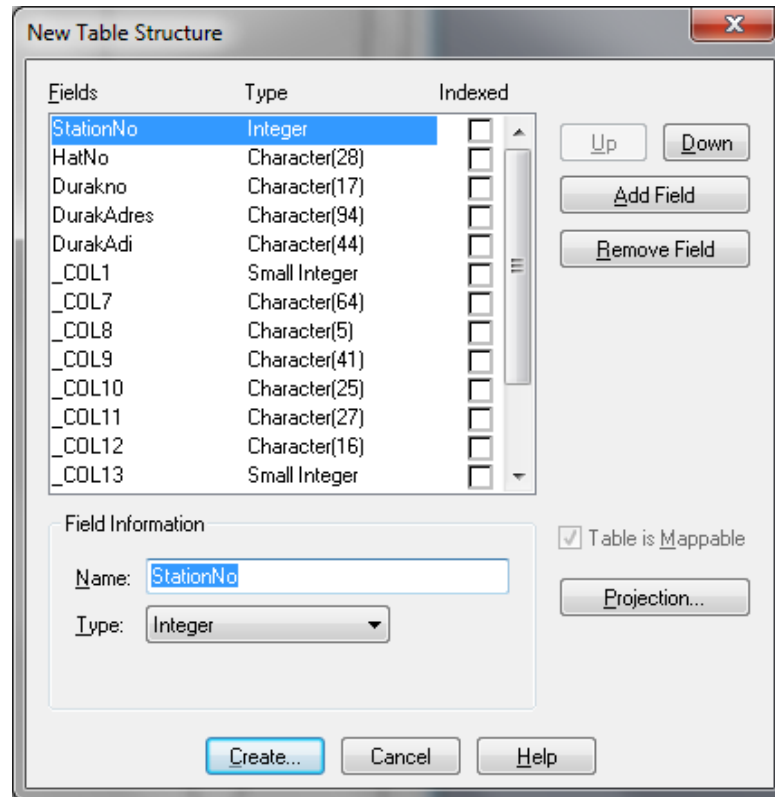 New Table Structure
Fields Type Indexed
StationNo Integer
HatNo Character(28)
Durakno Character(17)
DurakAdres Character(94)
DurakAdi Character(44)
_COL1 Small Integer
_COL7 Character(64)
_COL8 Character(5)
_COL9 Character(41)
_COL10 Character(25)
_COL11 Character(27)
_COL12 Character(16)
_COL13 Small Integer
Up Down
Add Field
Remove Field
Field Information
Name: StationNo
Type: Integer
Table is Mappable
Projection...
Create... Cancel Help